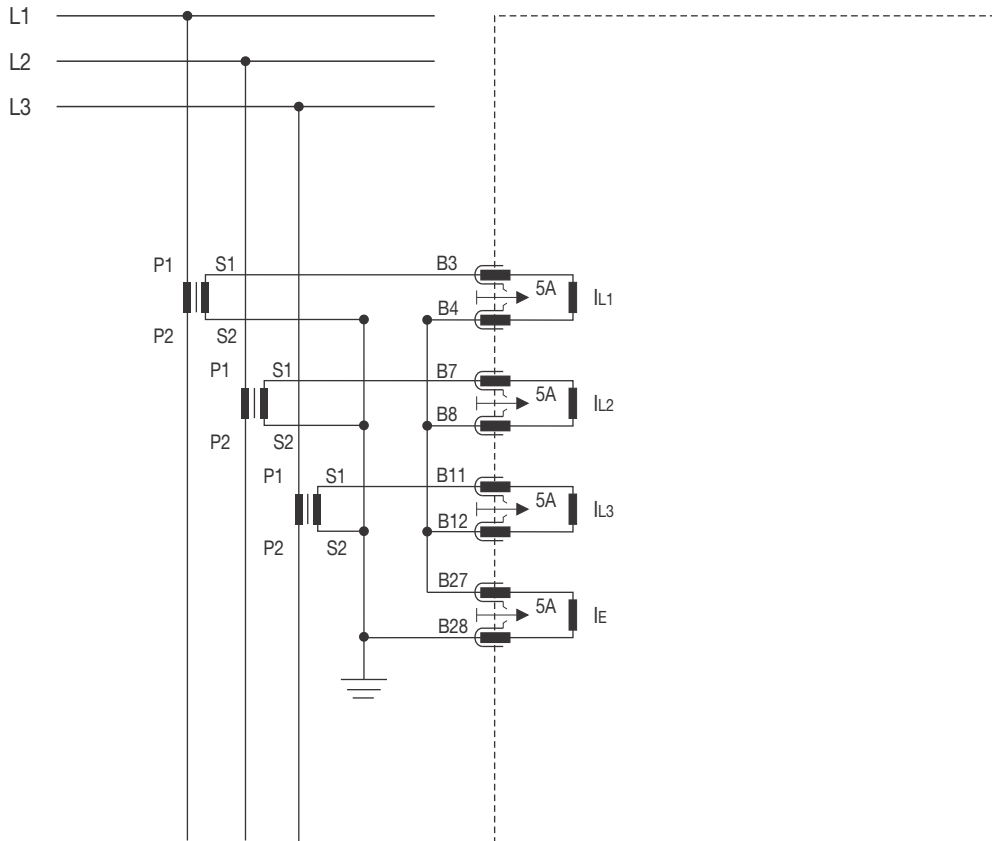 L1
L2
L3
P1 S1 B3 5A IL1
P2 S2 B4
P1 S1 B7 5A IL2
P2 S2 B8
P1 S1 B11 5A IL3
P2 S2 B12
B27 5A IE
B28